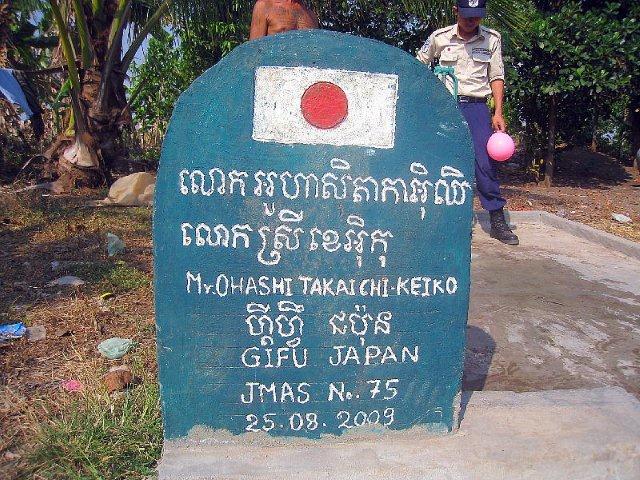 លោក អូហាសិតាកាអ៊ិឈិ
លោក ស្រី ខេអ៊ិកុ
Mr. OHASHI TAKAICHI-KEIKO
ហ្គីហ្វឺ ជប៉ុន
GIFU JAPAN
JMAS No. 75
25.08.2009